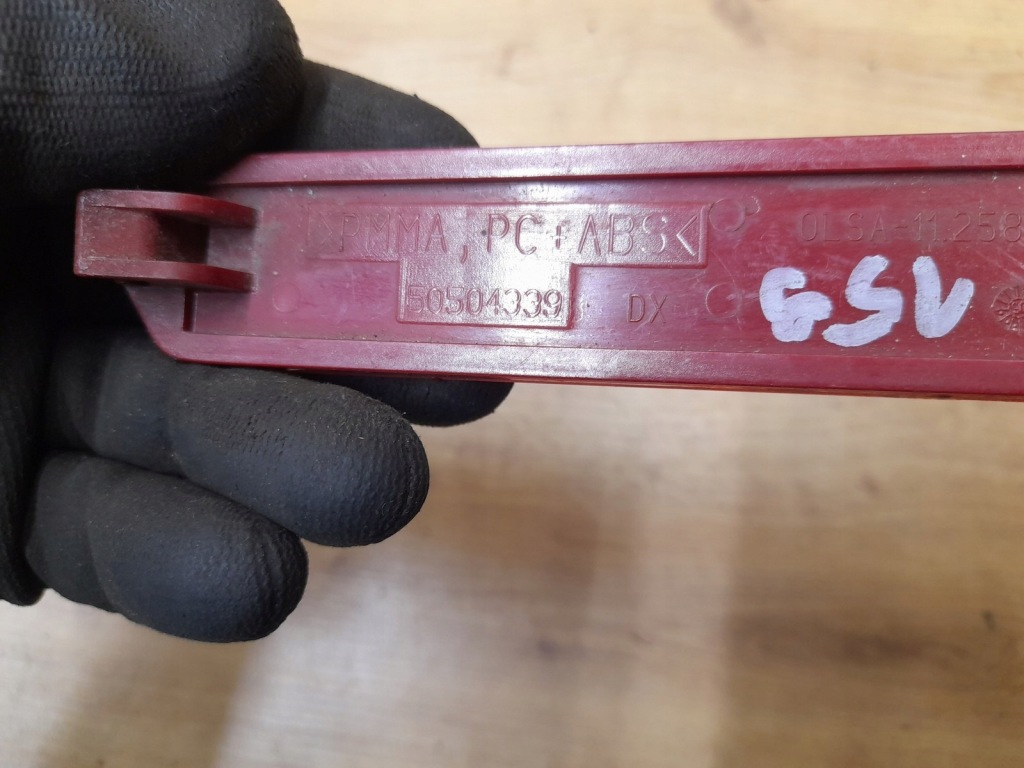 >PMMA, PC+ABS<
OLSA-11.258
50504339 DX
159